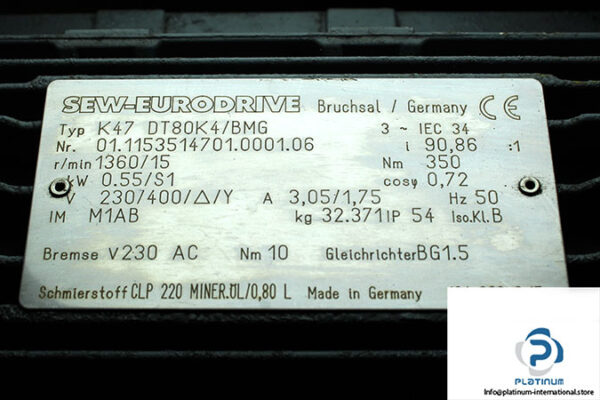 SEW-EURODRIVE Bruchsal / Germany CE
Typ K47 DT80K4/BMG 3 ~ IEC 34
Nr. 01.1153514701.0001.06 i 90,86 :1
r/min 1360/15 Nm 350
kW 0.55/S1 cosφ 0,72
V 230/400/△/Y A 3,05/1,75 Hz 50
IM M1AB kg 32.371 IP 54 Iso.Kl. B
Bremse V230 AC Nm 10 Gleichrichter BG1.5
Schmierstoff CLP 220 MINER.ÖL/0,80 L Made in Germany
PLATINUM
Info@platinum-international.store